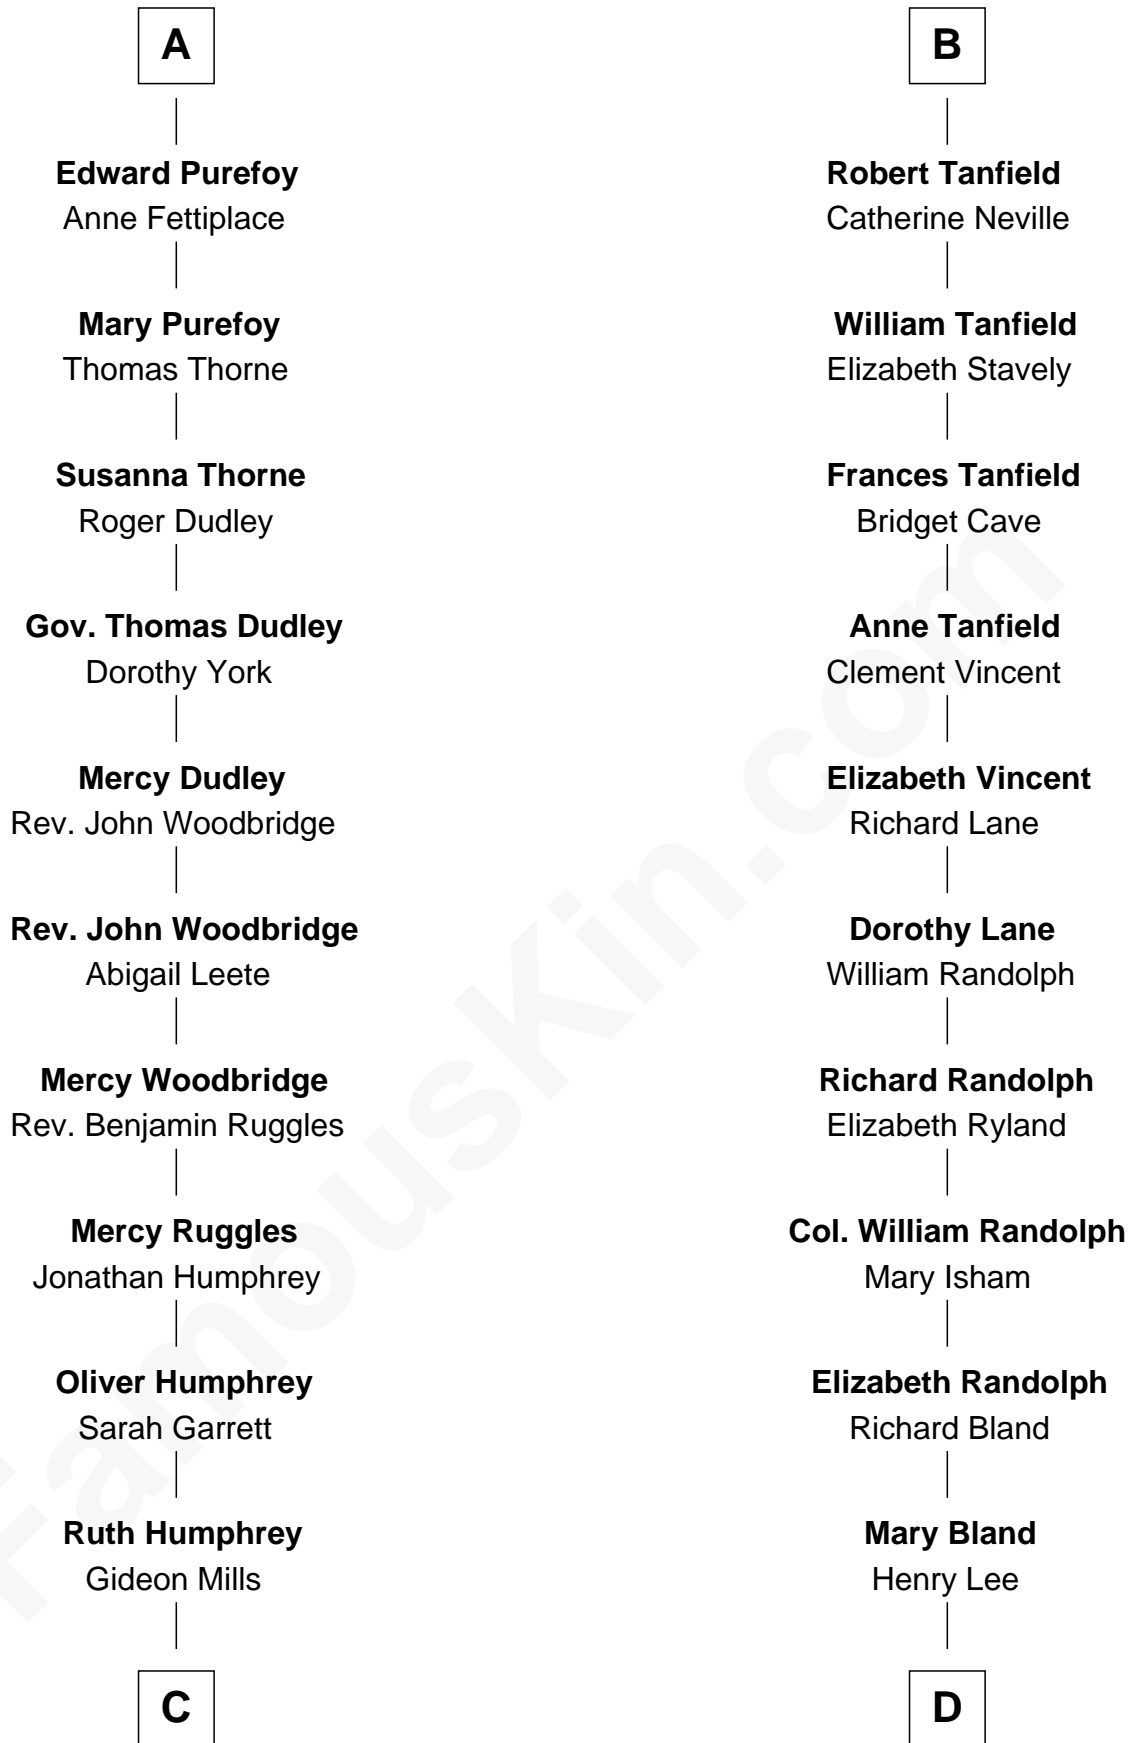 A
Edward Purefoy
Anne Fettiplace
Mary Purefoy
Thomas Thorne
Susanna Thorne
Roger Dudley
Gov. Thomas Dudley
Dorothy York
Mercy Dudley
Rev. John Woodbridge
Rev. John Woodbridge
Abigail Leete
Mercy Woodbridge
Rev. Benjamin Ruggles
Mercy Ruggles
Jonathan Humphrey
Oliver Humphrey
Sarah Garrett
Ruth Humphrey
Gideon Mills
C
B
Robert Tanfield
Catherine Neville
William Tanfield
Elizabeth Stavely
Frances Tanfield
Bridget Cave
Anne Tanfield
Clement Vincent
Elizabeth Vincent
Richard Lane
Dorothy Lane
William Randolph
Richard Randolph
Elizabeth Ryland
Col. William Randolph
Mary Isham
Elizabeth Randolph
Richard Bland
Mary Bland
Henry Lee
D
FamousKin.com